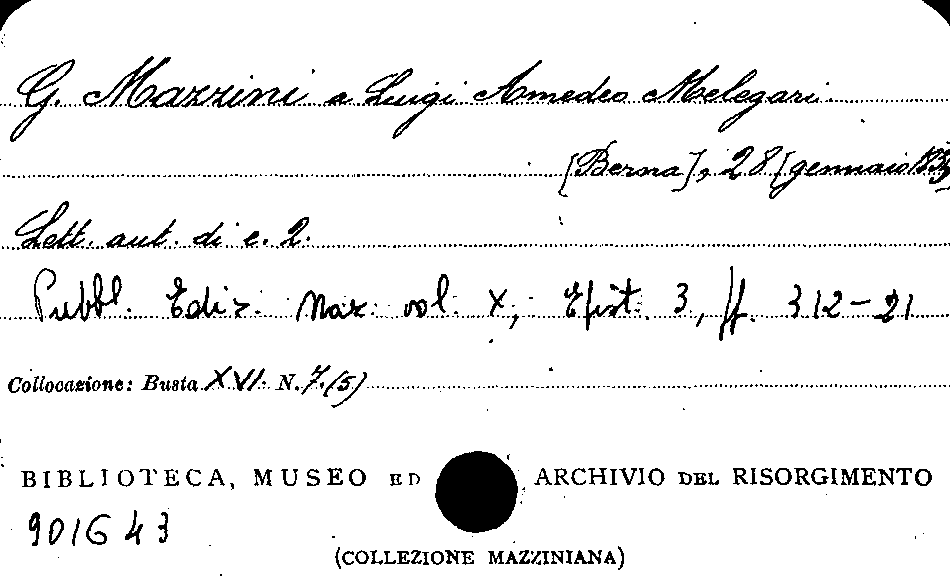 G. Mazzini a Luigi Amedeo Melegari.
[Berna], 28 [gennaio
Lett. aut. di c. 2.
Pubbl. Ediz. Naz. vol. X, Epist. 3, pp. 312-21
Collocazione: Busta XVI. N. 7.(5)
BIBLIOTECA, MUSEO ED ARCHIVIO DEL RISORGIMENTO
901643
(COLLEZIONE MAZZINIANA)